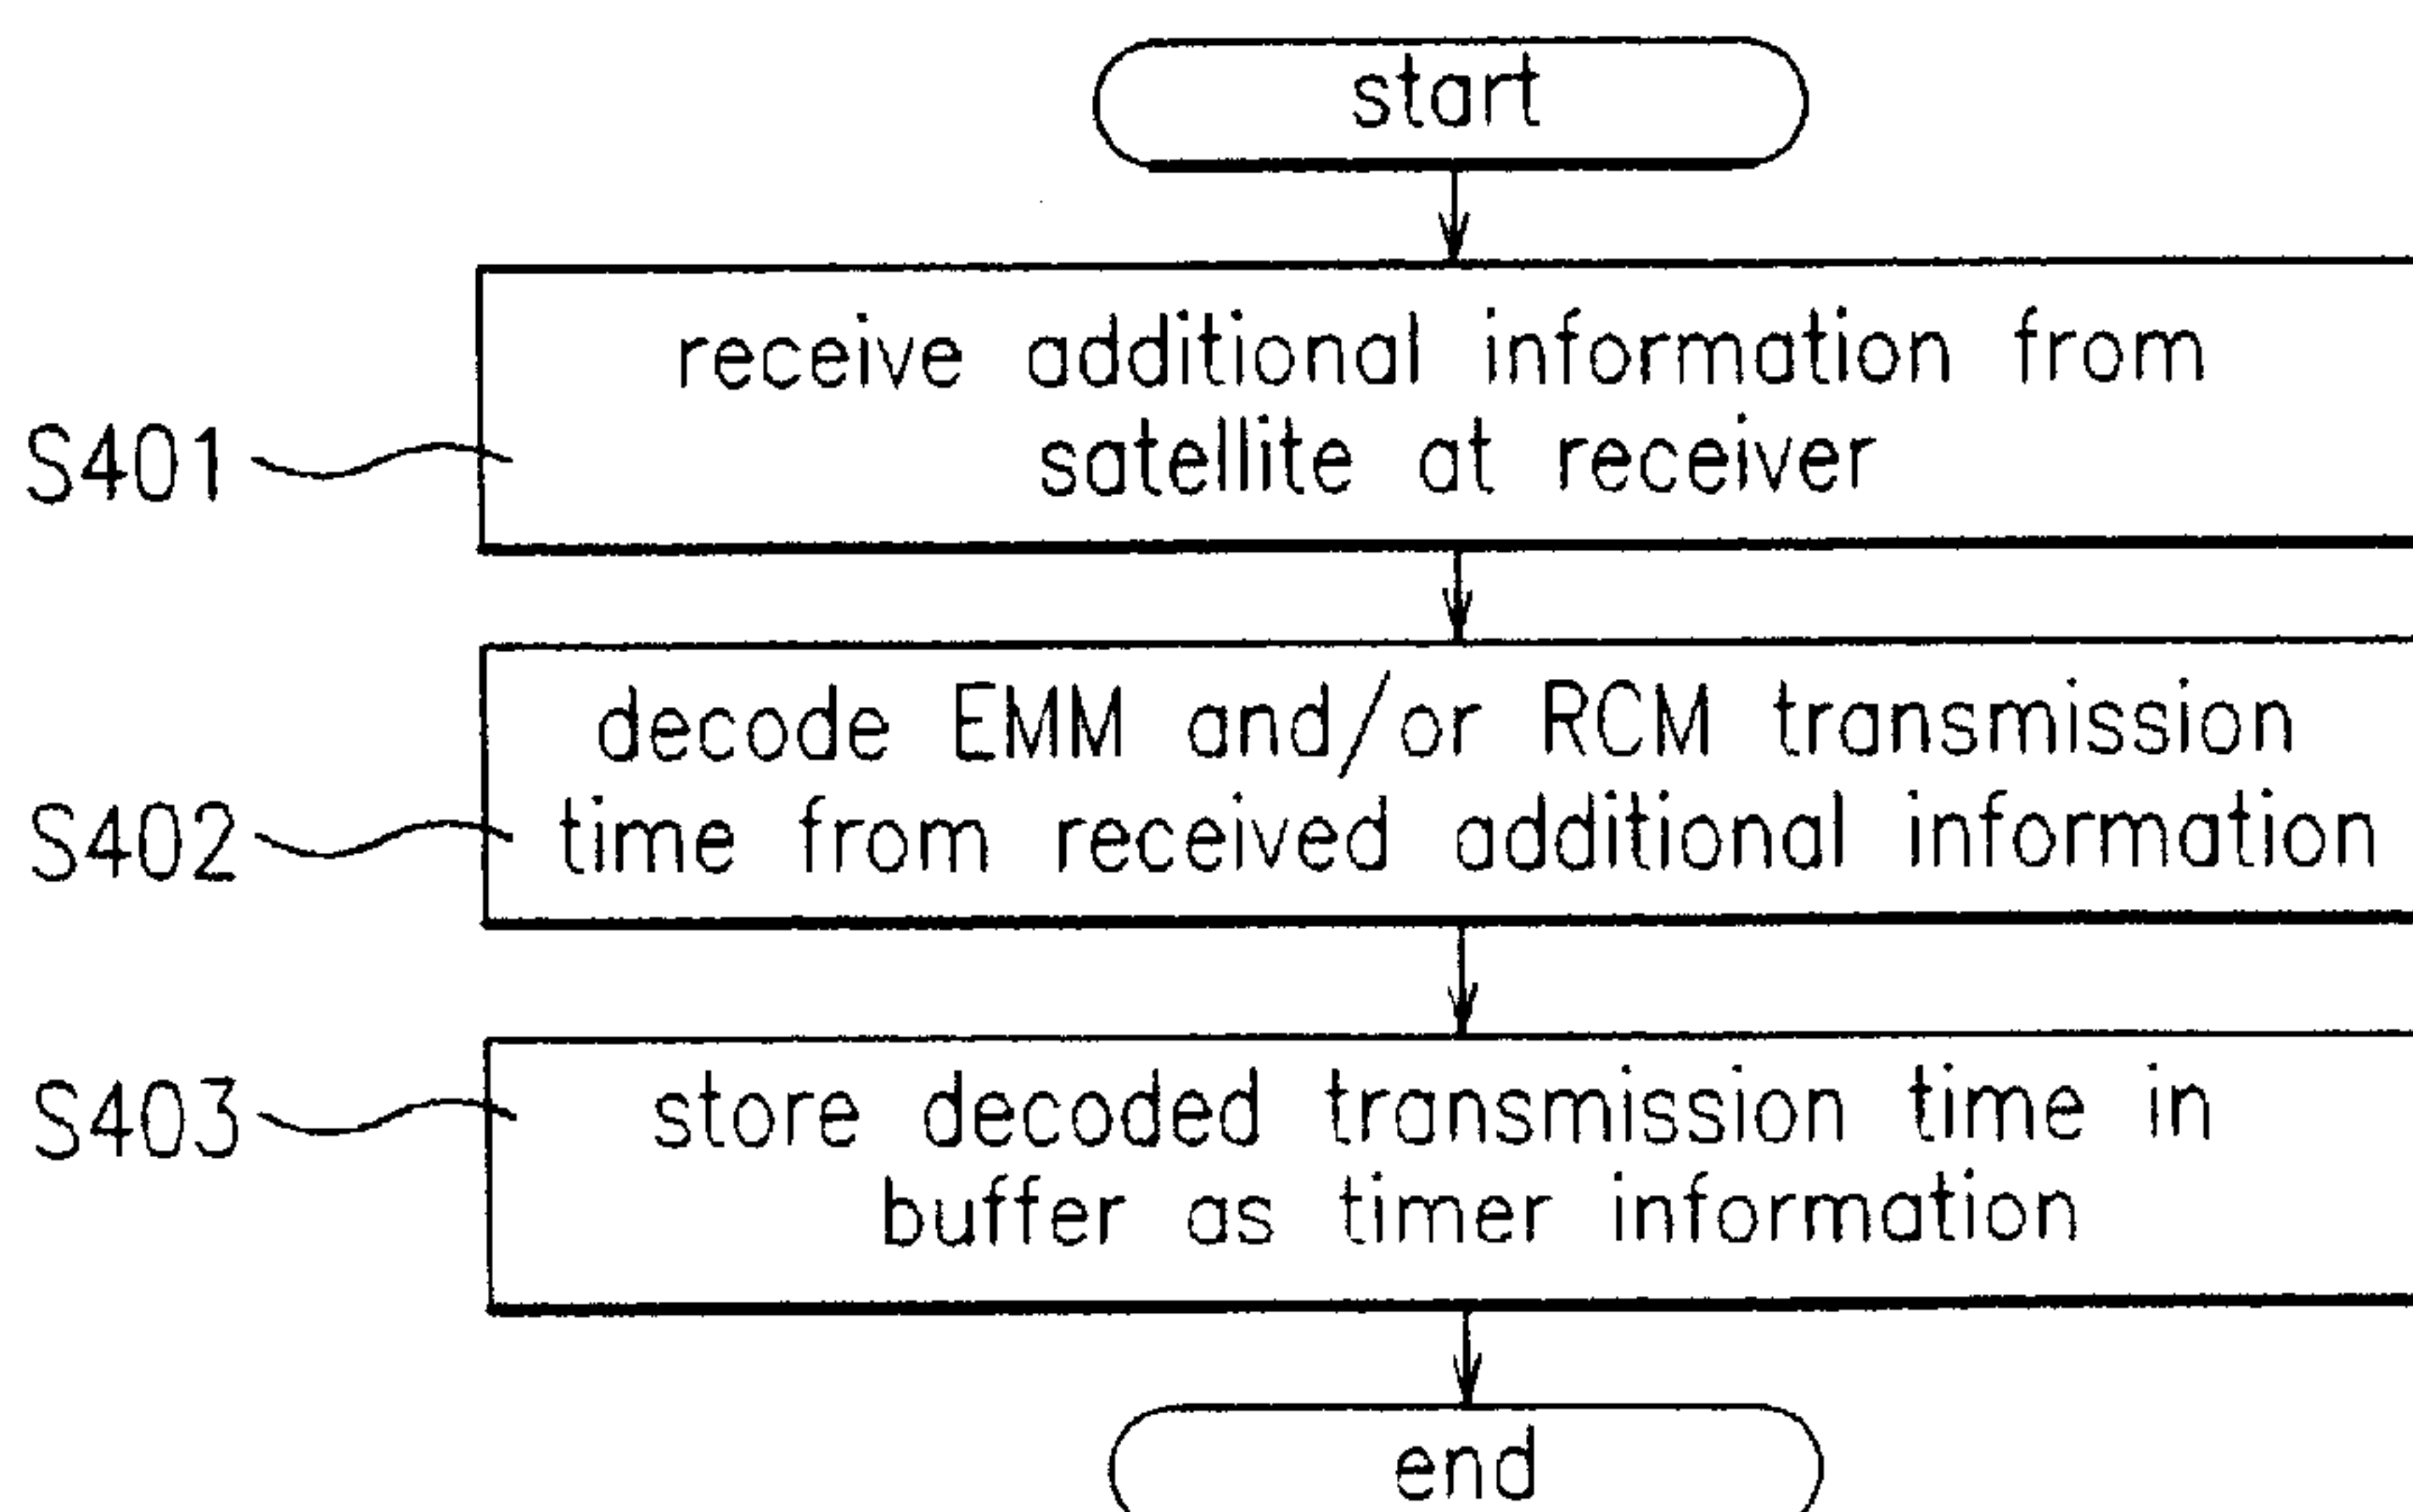 start
receive additional information from
satellite at receiver
S401
decode EMM and/or RCM transmission
time from received additional information
S402
store decoded transmission time in
buffer as timer information
S403
end